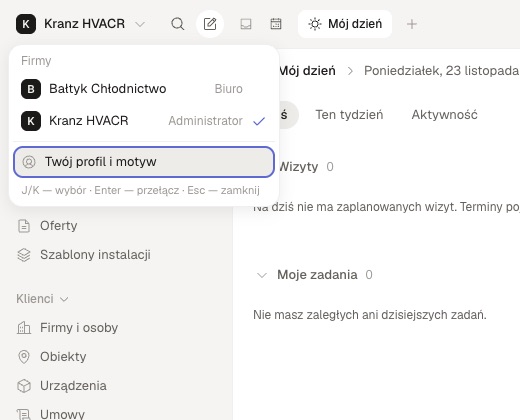 K Kranz HVACR Mój dzień
Firmy
B Bałtyk Chłodnictwo Biuro
K Kranz HVACR Administrator
Twój profil i motyw
J/K — wybór · Enter — przełącz · Esc — zamknij
Oferty
Szablony instalacji
Klienci
Firmy i osoby
Obiekty
Urządzenia
Umowy
Mój dzień Poniedziałek, 23 listopada
Ten tydzień Aktywność
Wizyty 0
Na dziś nie ma zaplanowanych wizyt. Terminy
Moje zadania 0
Nie masz zaległych ani dzisiejszych zadań.